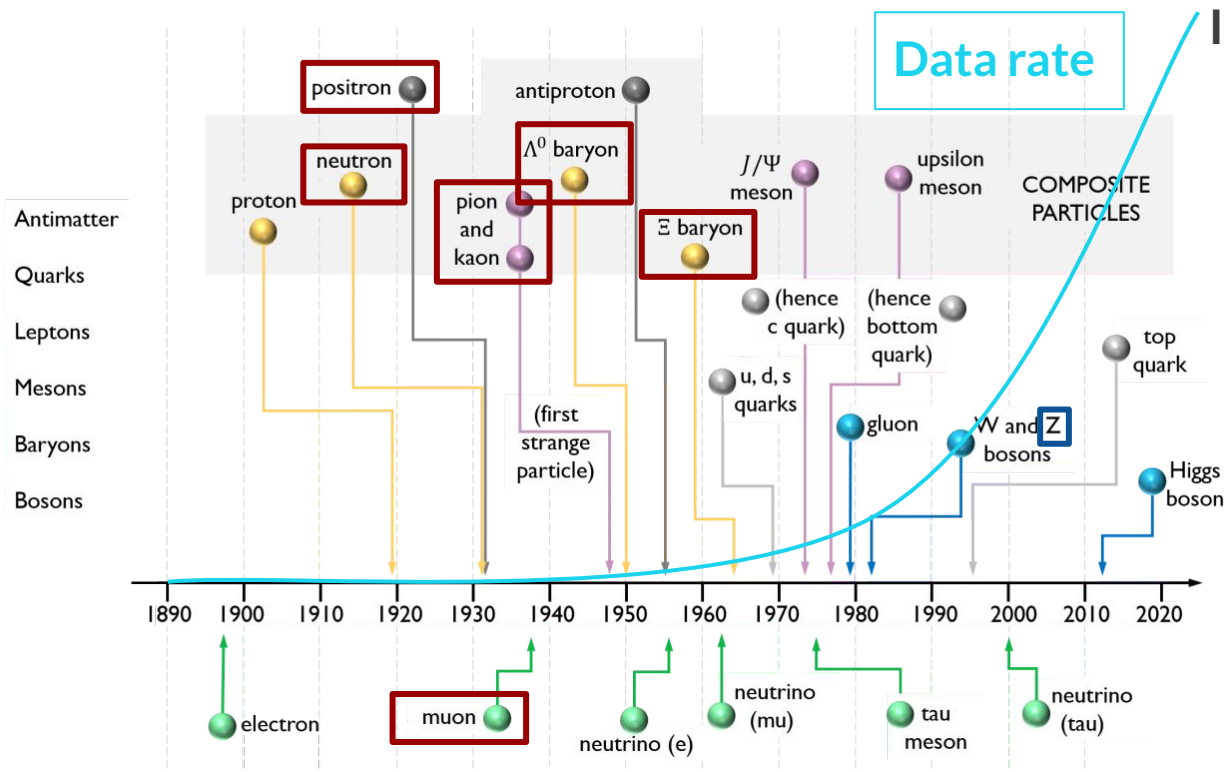 Data rate
I
positron
antiproton
neutron
Λ⁰ baryon
proton
pion
and
kaon
Ξ baryon
J/Ψ
meson
upsilon
meson
COMPOSITE
PARTICLES
Antimatter
Quarks
Leptons
Mesons
Baryons
Bosons
(hence
c quark)
(hence
bottom
quark)
top
quark
u, d, s
quarks
(first
strange
particle)
gluon
W and Z
bosons
Higgs
boson
1890 1900 1910 1920 1930 1940 1950 1960 1970 1980 1990 2000 2010 2020
electron
muon
neutrino (e)
neutrino
(mu)
tau
meson
neutrino
(tau)